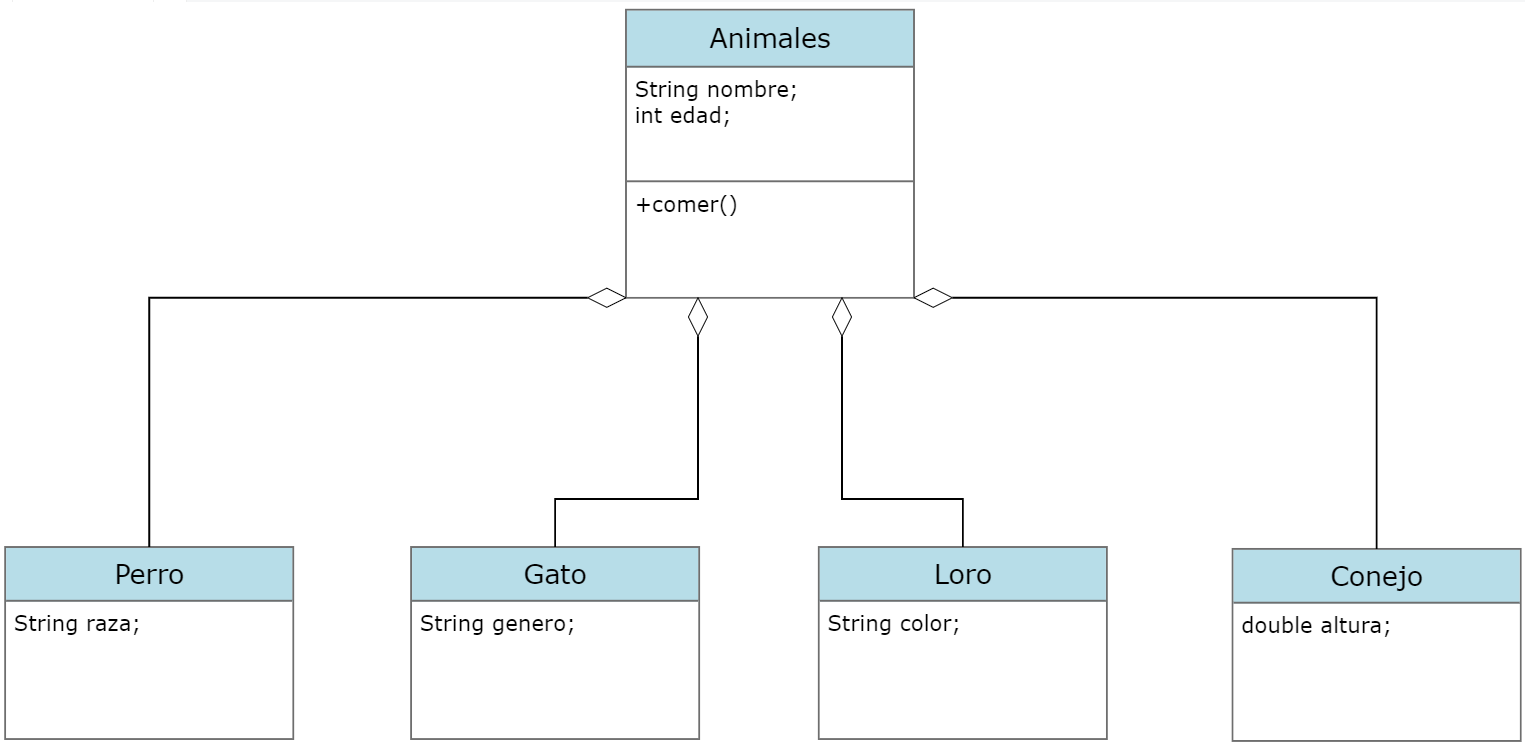 Animales
String nombre;
int edad;
+comer()
Perro
String raza;
Gato
String genero;
Loro
String color;
Conejo
double altura;